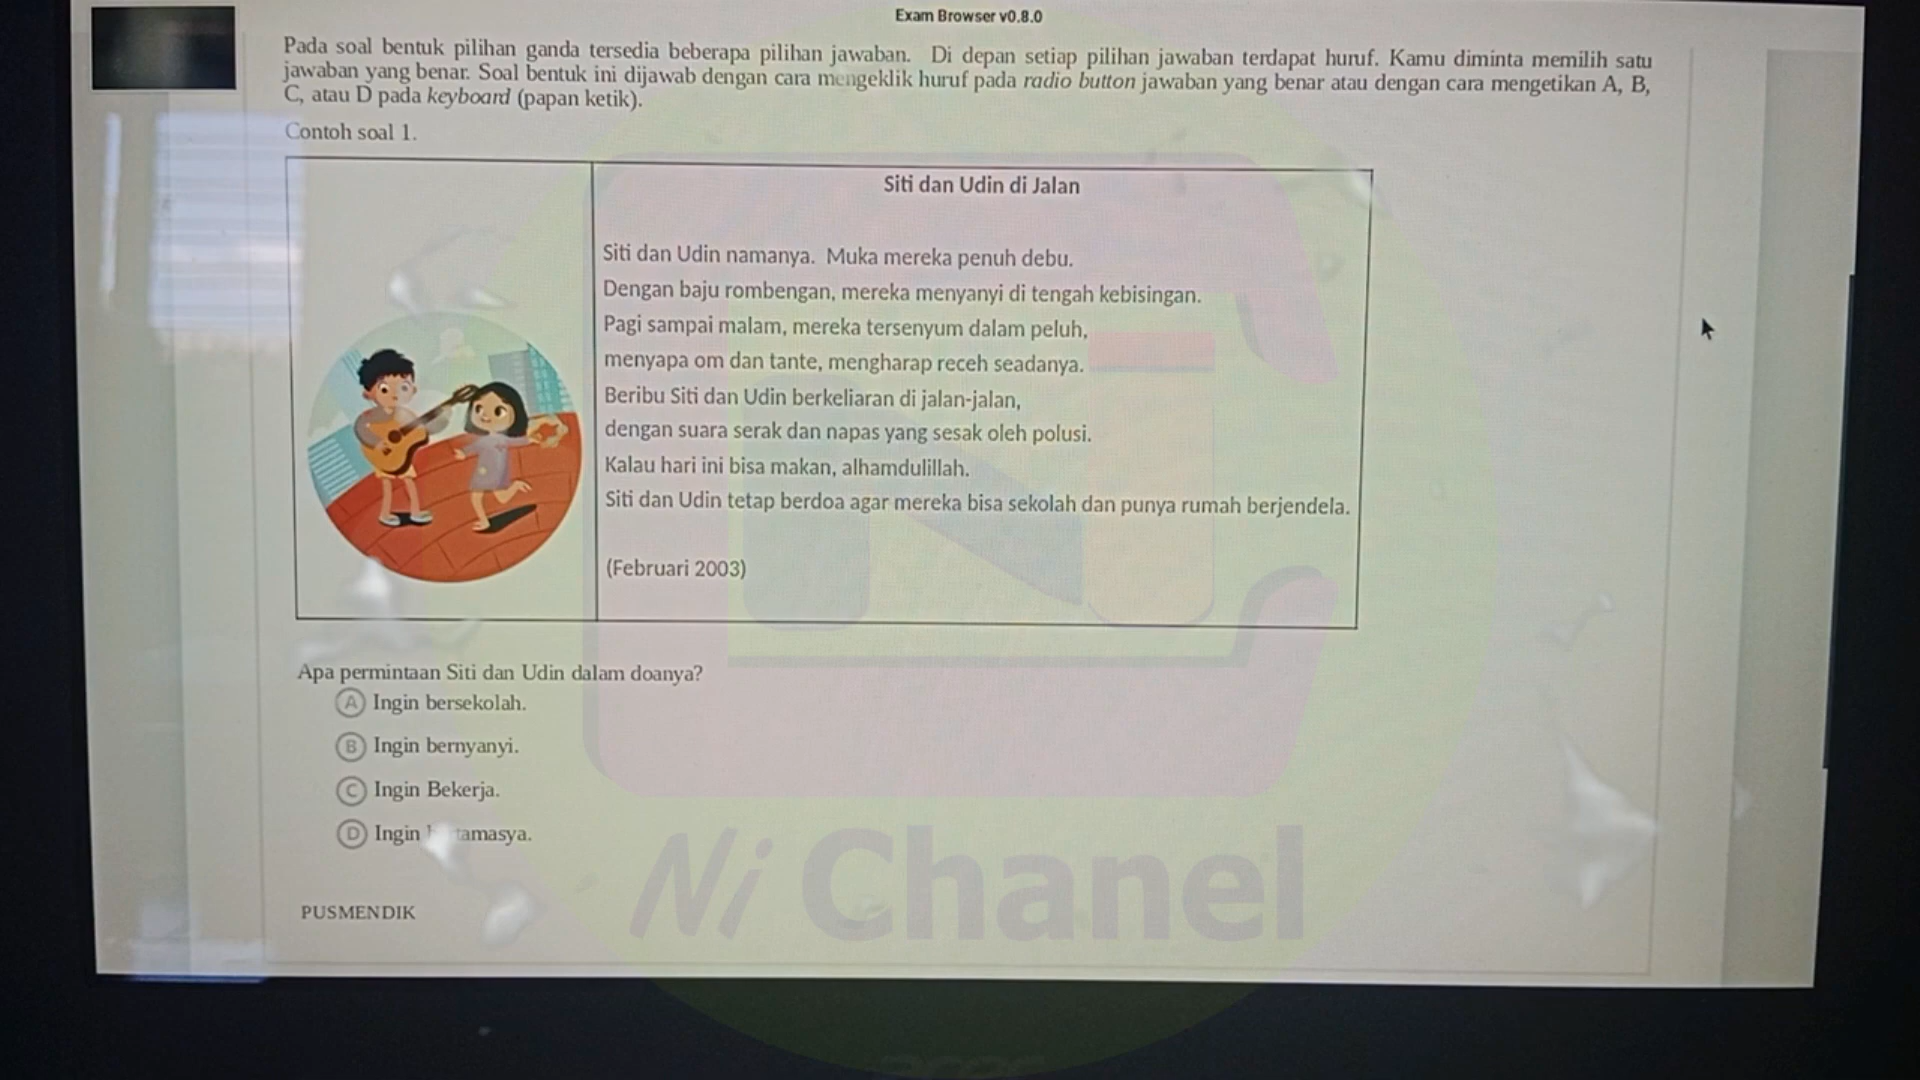 Exam Browser v0.8.0
Pada soal bentuk pilihan ganda tersedia beberapa pilihan jawaban. Di depan setiap pilihan jawaban terdapat huruf. Kamu diminta memilih satu
jawaban yang benar. Soal bentuk ini dijawab dengan cara mengeklik huruf pada radio button jawaban yang benar atau dengan cara mengetikan A, B,
C, atau D pada keyboard (papan ketik).
Contoh soal 1.
Siti dan Udin di Jalan
Siti dan Udin namanya. Muka mereka penuh debu.
Dengan baju rombengan, mereka menyanyi di tengah kebisingan.
Pagi sampai malam, mereka tersenyum dalam peluh,
menyapa om dan tante, mengharap receh seadanya.
Beribu Siti dan Udin berkeliaran di jalan-jalan,
dengan suara serak dan napas yang sesak oleh polusi.
Kalau hari ini bisa makan, alhamdulillah.
Siti dan Udin tetap berdoa agar mereka bisa sekolah dan punya rumah berjendela.
(Februari 2003)
Apa permintaan Siti dan Udin dalam doanya?
A Ingin bersekolah.
B Ingin bernyanyi.
C Ingin Bekerja.
D Ingin
PUSMENDIK
Ni Chanel